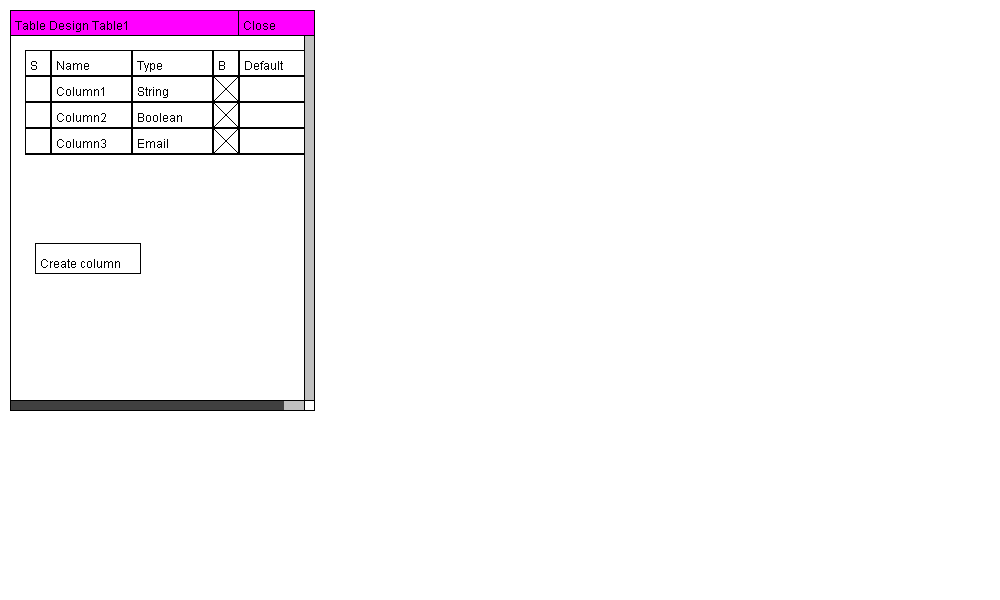 Table Design Table1 Close
S Name Type B Default
Column1 String
Column2 Boolean
Column3 Email
Create column